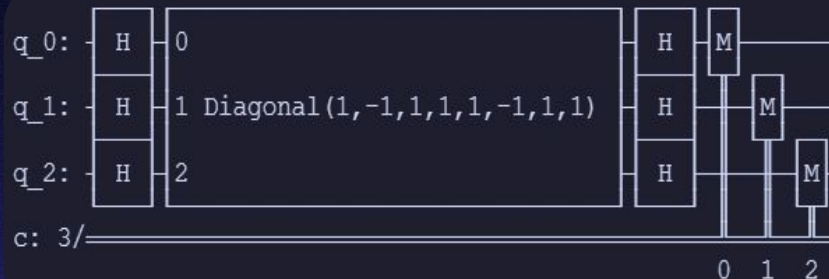 q_0: H 0 H M
q_1: H 1 Diagonal(1,-1,1,1,1,-1,1,1) H M
q_2: H 2 H M
c: 3/
0 1 2